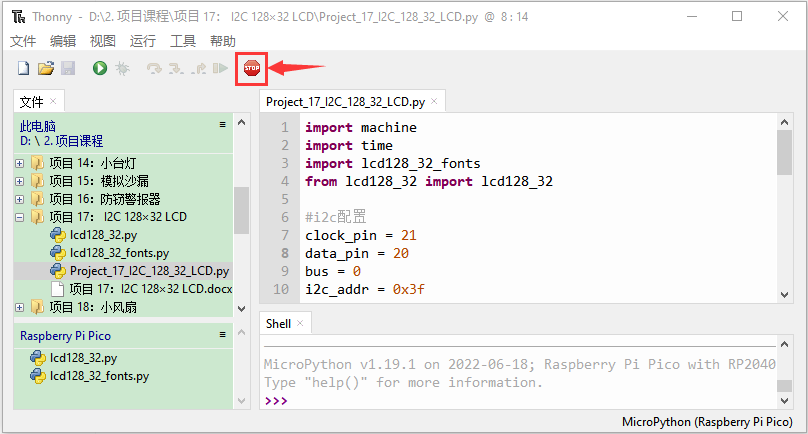 Thonny - D:\2. 项目课程\项目 17： I2C 128×32 LCD\Project_17_I2C_128_32_LCD.py @ 8 : 14
文件 编辑 视图 运行 工具 帮助
STOP
文件
此电脑
D: \ 2. 项目课程
项目 14：小台灯
项目 15：模拟沙漏
项目 16：防窃警报器
项目 17： I2C 128×32 LCD
lcd128_32.py
lcd128_32_fonts.py
Project_17_I2C_128_32_LCD.py
项目 17：I2C 128×32 LCD.docx
项目 18：小风扇
Raspberry Pi Pico
lcd128_32.py
lcd128_32_fonts.py
Project_17_I2C_128_32_LCD.py
1 import machine
2 import time
3 import lcd128_32_fonts
4 from lcd128_32 import lcd128_32
5
6 #i2c配置
7 clock_pin = 21
8 data_pin = 20
9 bus = 0
10 i2c_addr = 0x3f
Shell
MicroPython v1.19.1 on 2022-06-18; Raspberry Pi Pico with RP2040
Type "help()" for more information.
>>>
MicroPython (Raspberry Pi Pico)